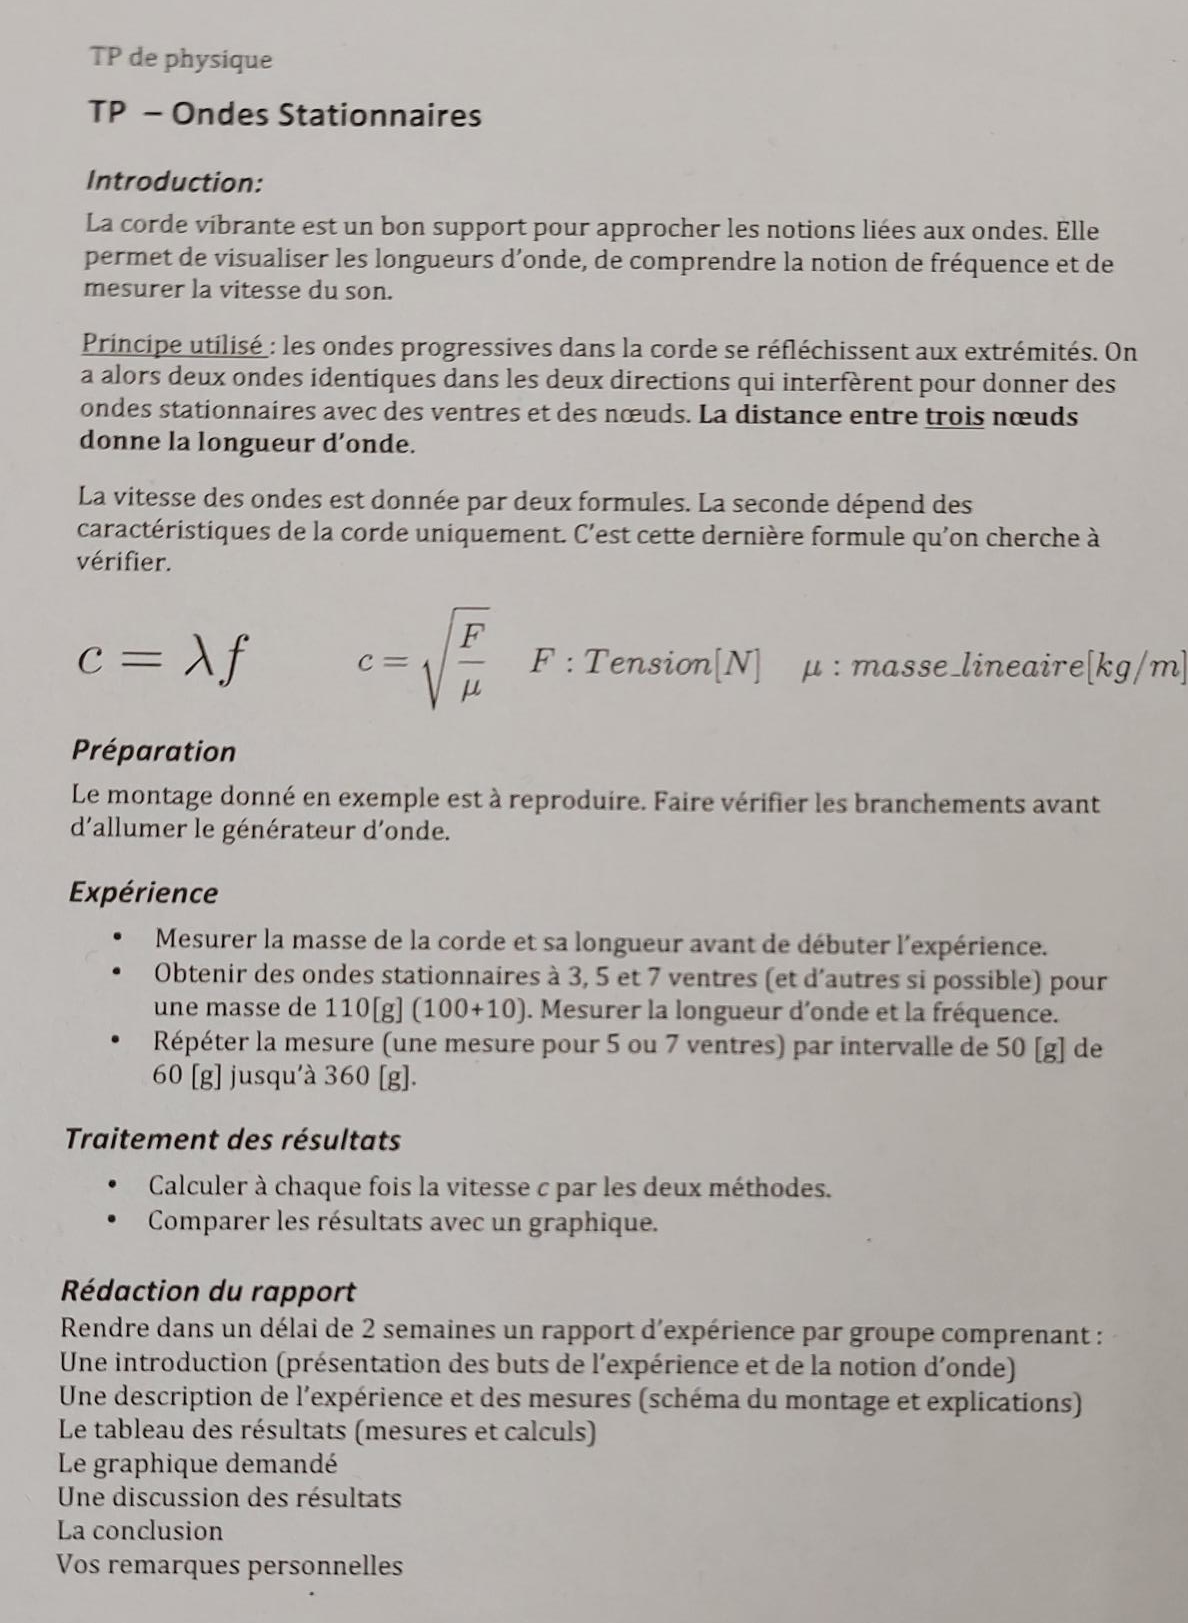 TP de physique
TP – Ondes Stationnaires
Introduction:
La corde vibrante est un bon support pour approcher les notions liées aux ondes. Elle
permet de visualiser les longueurs d'onde, de comprendre la notion de fréquence et de
mesurer la vitesse du son.
Principe utilisé : les ondes progressives dans la corde se réfléchissent aux extrémités. On
a alors deux ondes identiques dans les deux directions qui interfèrent pour donner des
ondes stationnaires avec des ventres et des nœuds. La distance entre trois nœuds
donne la longueur d'onde.
La vitesse des ondes est donnée par deux formules. La seconde dépend des
caractéristiques de la corde uniquement. C'est cette dernière formule qu'on cherche à
vérifier.
c = λf c = √(F/μ) F : Tension[N] μ : masse_lineaire[kg/m]
Préparation
Le montage donné en exemple est à reproduire. Faire vérifier les branchements avant
d'allumer le générateur d'onde.
Expérience
• Mesurer la masse de la corde et sa longueur avant de débuter l'expérience.
• Obtenir des ondes stationnaires à 3, 5 et 7 ventres (et d'autres si possible) pour
une masse de 110[g] (100+10). Mesurer la longueur d'onde et la fréquence.
• Répéter la mesure (une mesure pour 5 ou 7 ventres) par intervalle de 50 [g] de
60 [g] jusqu'à 360 [g].
Traitement des résultats
• Calculer à chaque fois la vitesse c par les deux méthodes.
• Comparer les résultats avec un graphique.
Rédaction du rapport
Rendre dans un délai de 2 semaines un rapport d'expérience par groupe comprenant :
Une introduction (présentation des buts de l'expérience et de la notion d'onde)
Une description de l'expérience et des mesures (schéma du montage et explications)
Le tableau des résultats (mesures et calculs)
Le graphique demandé
Une discussion des résultats
La conclusion
Vos remarques personnelles